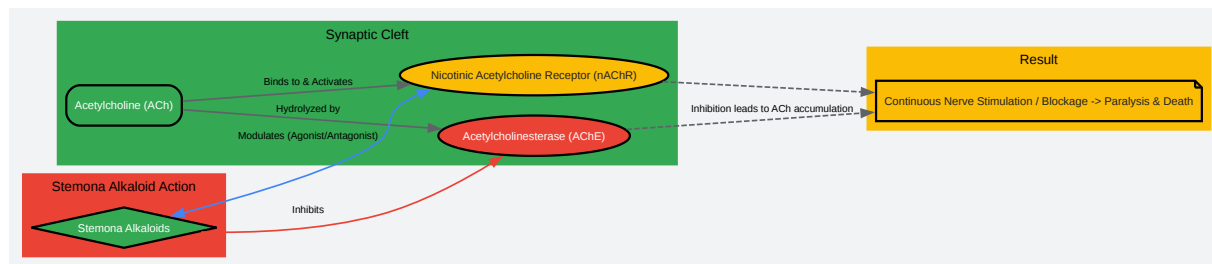 Synaptic Cleft
Acetylcholine (ACh)
Binds to & Activates
Hydrolyzed by
Modulates (Agonist/Antagonist)
Nicotinic Acetylcholine Receptor (nAChR)
Acetylcholinesterase (AChE)
Inhibition leads to ACh accumulation
Result
Continuous Nerve Stimulation / Blockage -> Paralysis & Death
Stemona Alkaloid Action
Stemona Alkaloids
Inhibits